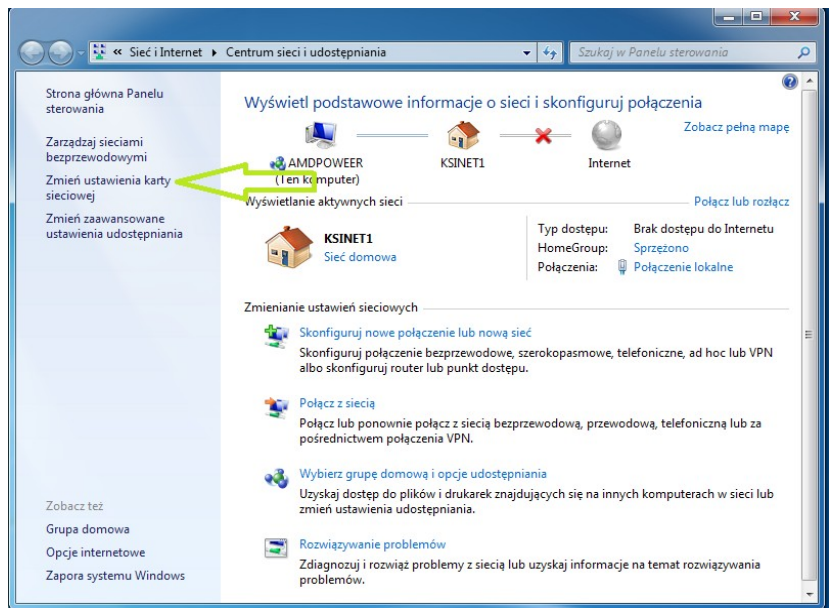 « Sieć i Internet ▸ Centrum sieci i udostępniania
Szukaj w Panelu sterowania
Strona główna Panelu
sterowania
Zarządzaj sieciami
bezprzewodowymi
Zmień ustawienia karty
sieciowej
Zmień zaawansowane
ustawienia udostępniania
Zobacz też
Grupa domowa
Opcje internetowe
Zapora systemu Windows
Wyświetl podstawowe informacje o sieci i skonfiguruj połączenia
Zobacz pełną mapę
AMDPOWEER
(Ten komputer)
KSINET1
Internet
Wyświetlanie aktywnych sieci
Połącz lub rozłącz
KSINET1
Sieć domowa
Typ dostępu: Brak dostępu do Internetu
HomeGroup: Sprzężono
Połączenia: Połączenie lokalne
Zmienianie ustawień sieciowych
Skonfiguruj nowe połączenie lub nową sieć
Skonfiguruj połączenie bezprzewodowe, szerokopasmowe, telefoniczne, ad hoc lub VPN
albo skonfiguruj router lub punkt dostępu.
Połącz z siecią
Połącz lub ponownie połącz z siecią bezprzewodową, przewodową, telefoniczną lub za
pośrednictwem połączenia VPN.
Wybierz grupę domową i opcje udostępniania
Uzyskaj dostęp do plików i drukarek znajdujących się na innych komputerach w sieci lub
zmień ustawienia udostępniania.
Rozwiązywanie problemów
Zdiagnozuj i rozwiąż problemy z siecią lub uzyskaj informacje na temat rozwiązywania
problemów.